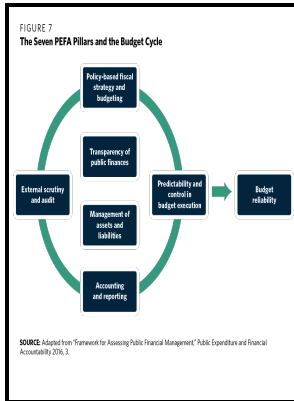 FIGURE 7
The Seven PEFA Pillars and the Budget Cycle
Policy-based fiscal
strategy and
budgeting
Transparency of
public finances
External scrutiny
and audit
Predictability and
control in
budget execution
Budget
reliability
Management of
assets and
liabilities
Accounting
and reporting
SOURCE: Adapted from "Framework for Assessing Public Financial Management," Public Expenditure and Financial
Accountability 2016, 3.